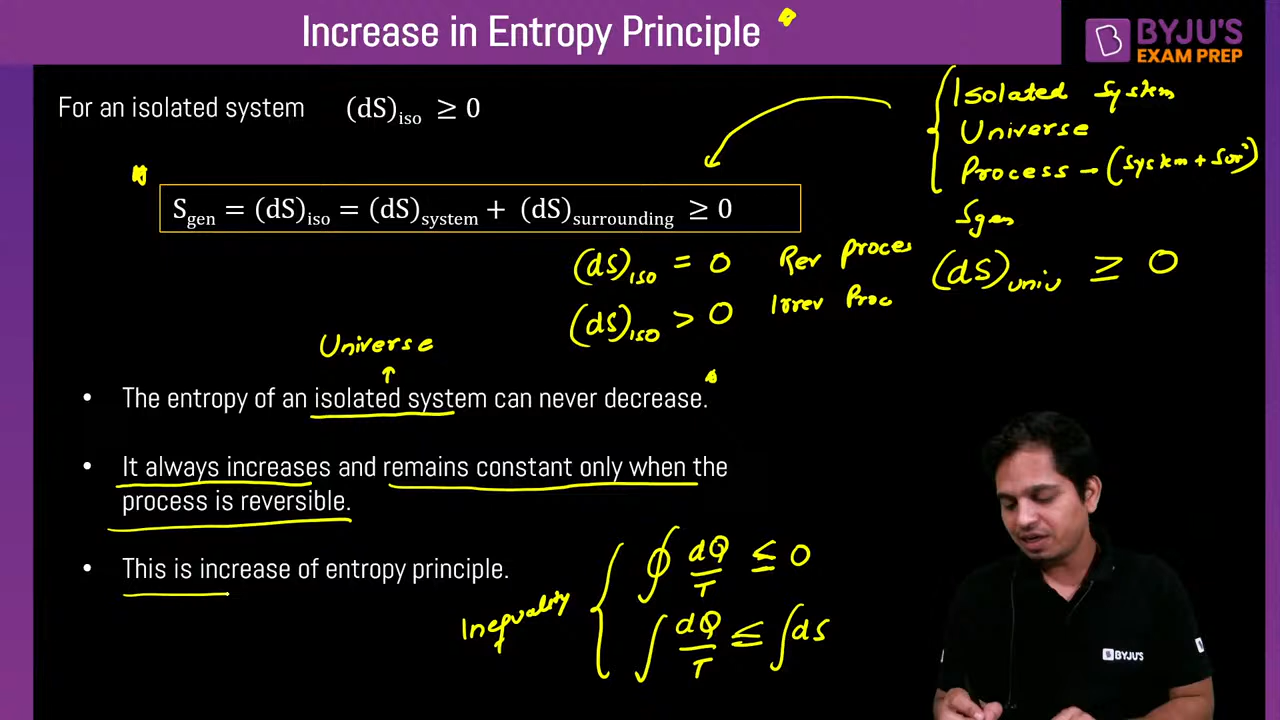 Increase in Entropy Principle
BYJU'S
EXAM PREP
For an isolated system (dS)iso ≥ 0
Isolated System
Universe
Process - (System + Surr)
Sgen = (dS)iso = (dS)system + (dS)surrounding ≥ 0
Sgen
(dS)iso = 0 Rev process
(dS)univ ≥ 0
(dS)iso > 0 Irrev Proc
Universe
• The entropy of an isolated system can never decrease.
• It always increases and remains constant only when the
process is reversible.
• This is increase of entropy principle.
Inequality
∮ dQ/T ≤ 0
∫ dQ/T ≤ ∫ dS
BYJU'S